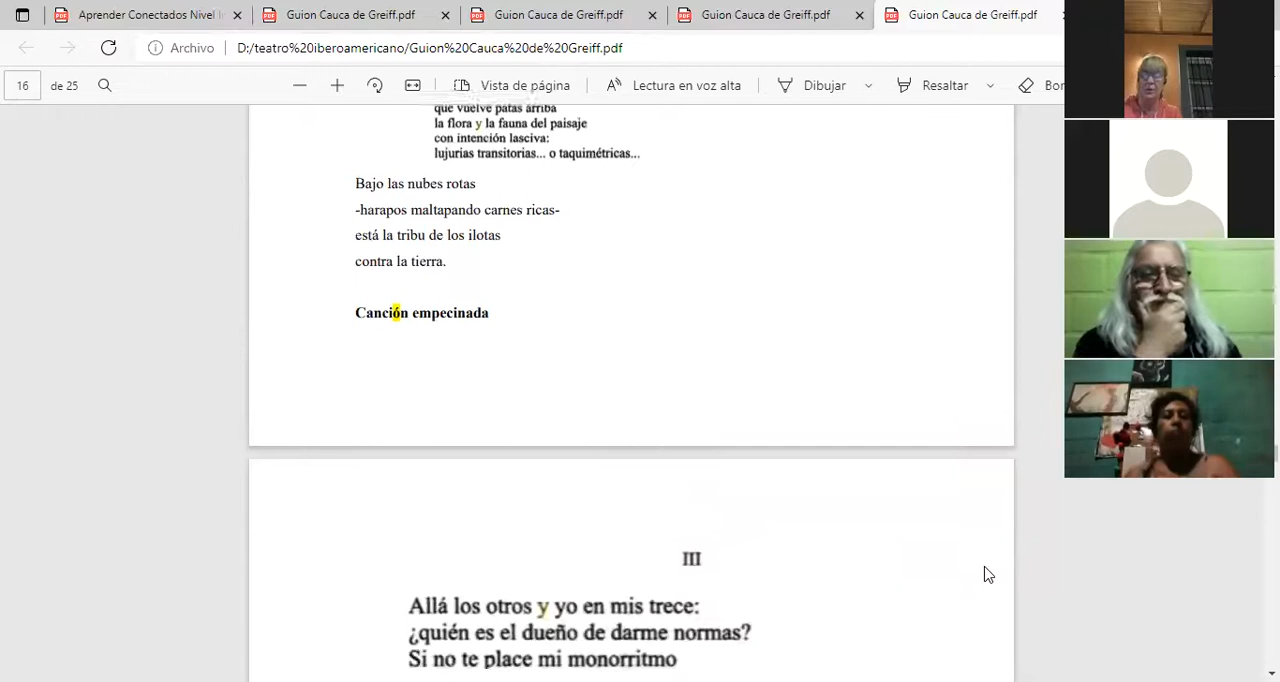 Aprender Conectados Nivel I
Guion Cauca de Greiff.pdf
Guion Cauca de Greiff.pdf
Guion Cauca de Greiff.pdf
Guion Cauca de Greiff.pdf
Archivo
D:/teatro%20iberoamericano/Guion%20Cauca%20de%20Greiff.pdf
16 de 25
Vista de página
Lectura en voz alta
Dibujar
Resaltar
Bor
que vuelve patas arriba
la flora y la fauna del paisaje
con intención lasciva:
lujurias transitorias... o taquimétricas...
Bajo las nubes rotas
-harapos maltapando carnes ricas-
está la tribu de los ilotas
contra la tierra.
Canción empecinada
III
Allá los otros y yo en mis trece:
¿quién es el dueño de darme normas?
Si no te place mi monorritmo